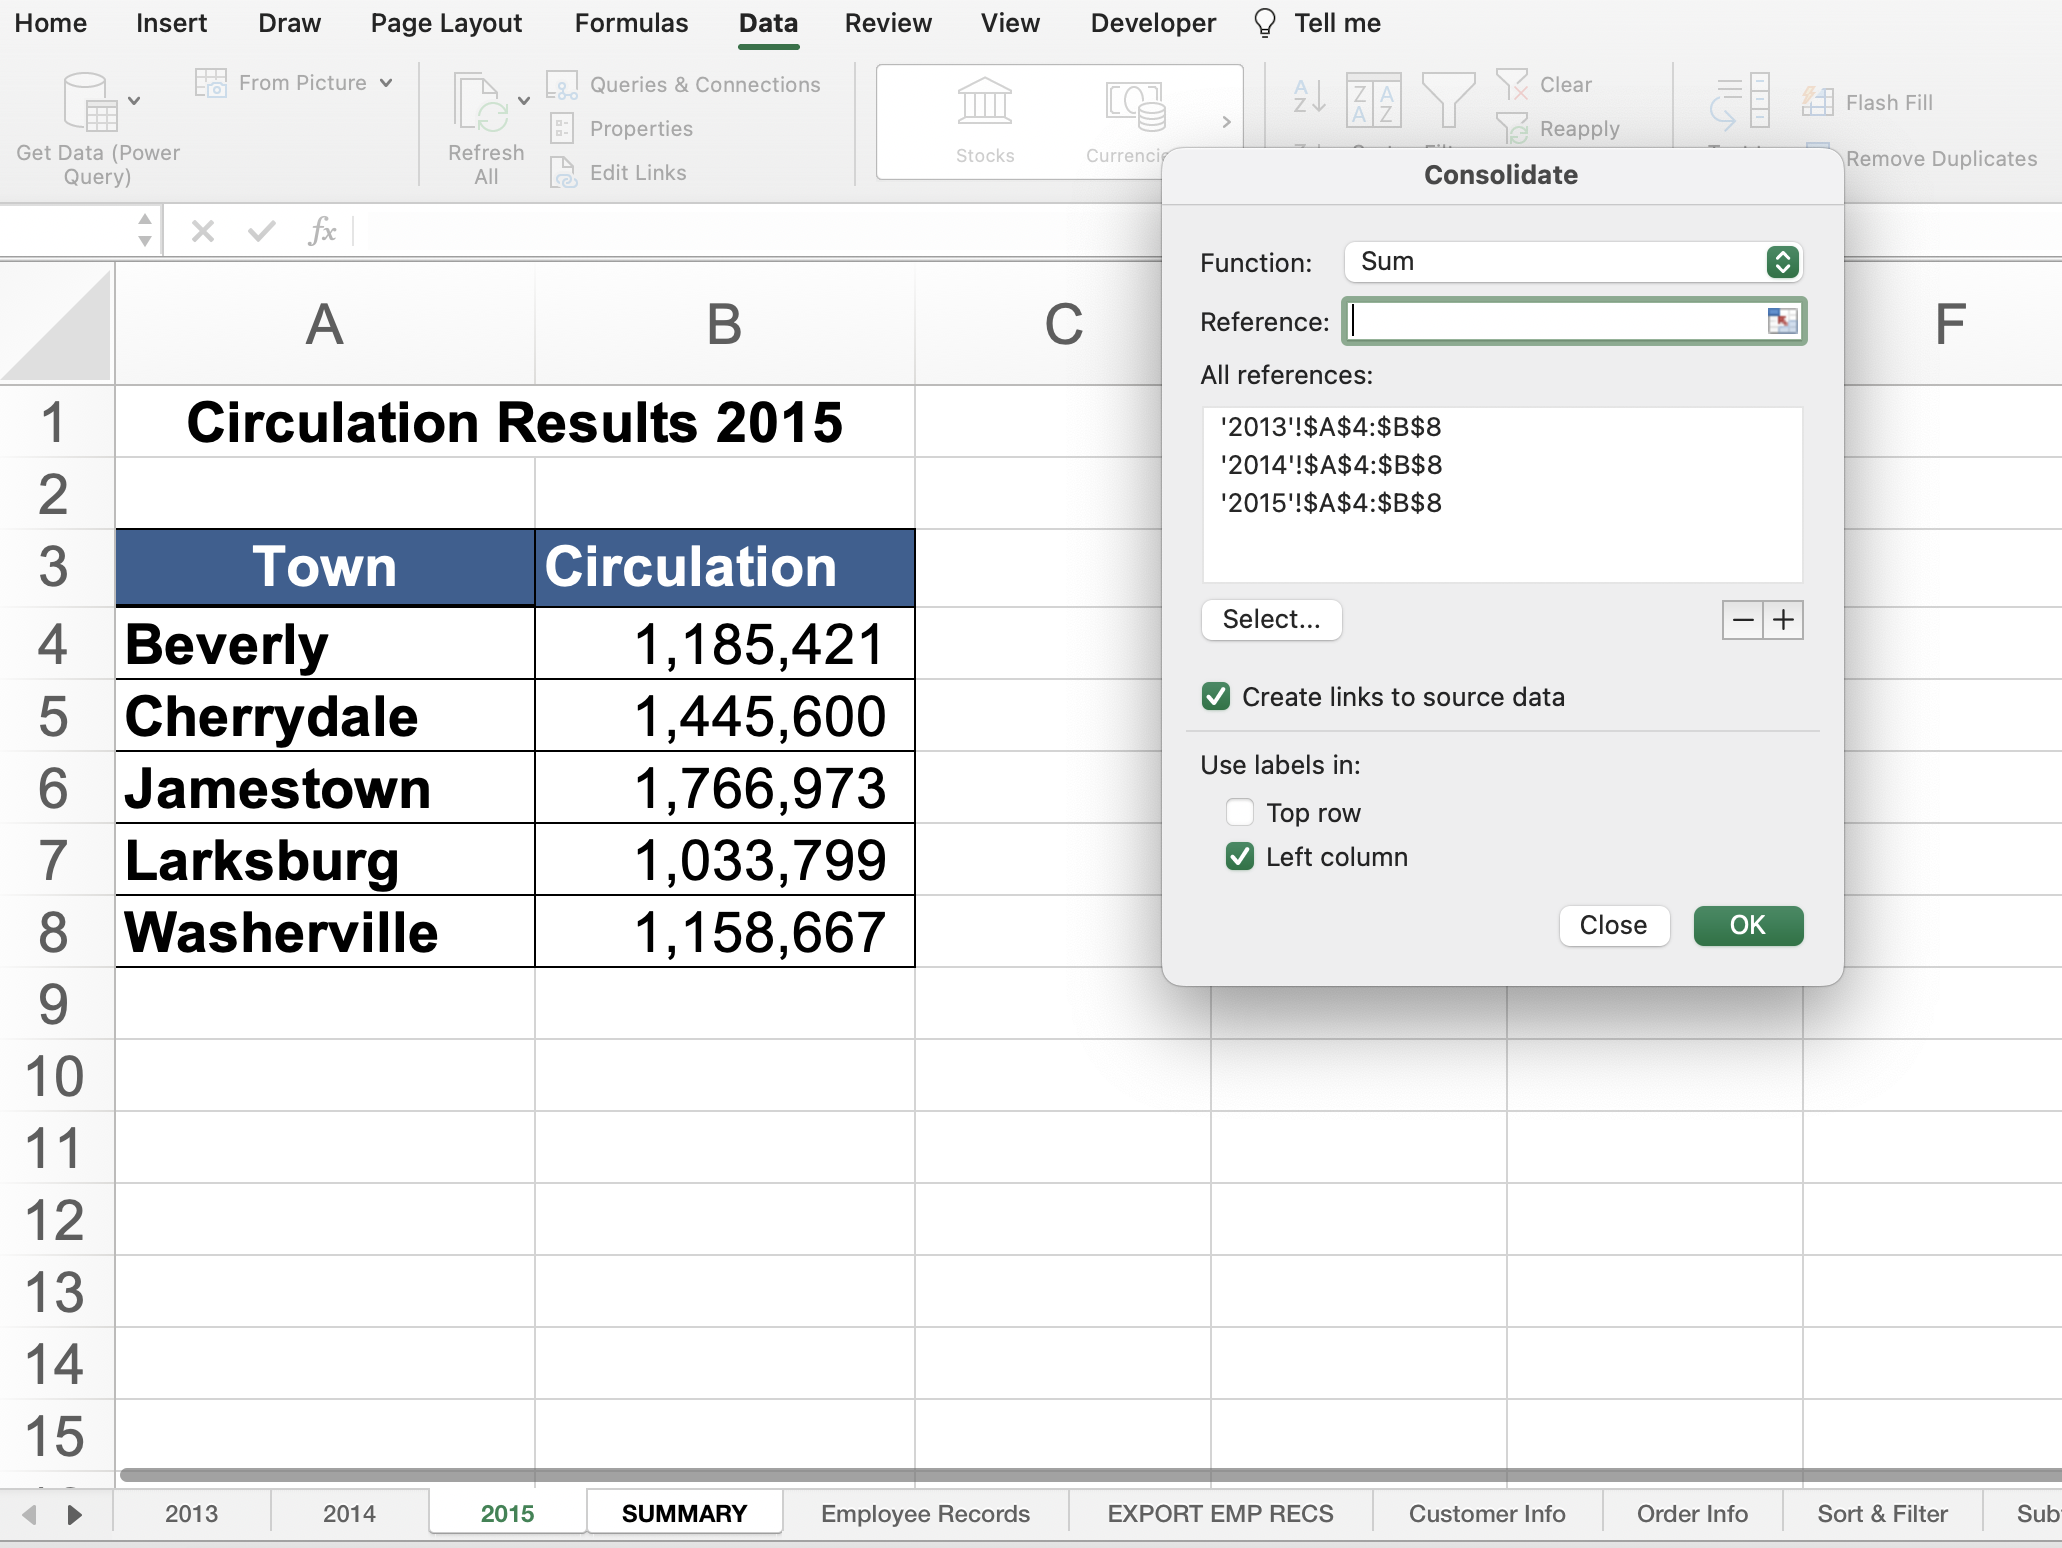 Home Insert Draw Page Layout Formulas Data Review View Developer Tell me
Get Data (Power
Query)
From Picture
Refresh
All
Queries & Connections
Properties
Edit Links
Stocks
Currencie
Clear
Reapply
Flash Fill
Remove Duplicates
fx
A B C F
1 Circulation Results 2015
2
3 Town Circulation
4 Beverly 1,185,421
5 Cherrydale 1,445,600
6 Jamestown 1,766,973
7 Larksburg 1,033,799
8 Washerville 1,158,667
9
10
11
12
13
14
15
Consolidate
Function: Sum
Reference:
All references:
'2013'!$A$4:$B$8
'2014'!$A$4:$B$8
'2015'!$A$4:$B$8
Select...
− +
Create links to source data
Use labels in:
Top row
Left column
Close OK
2013 2014 2015 SUMMARY Employee Records EXPORT EMP RECS Customer Info Order Info Sort & Filter Sub